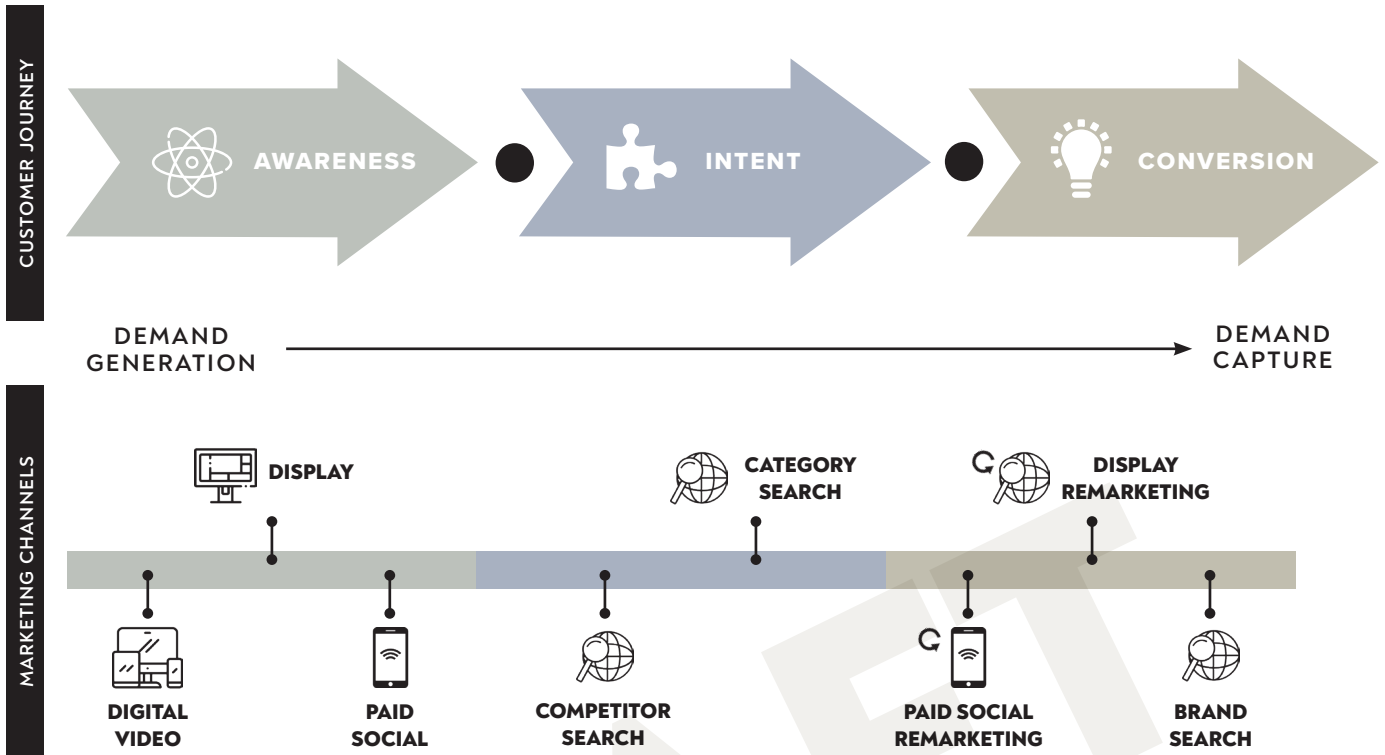 CUSTOMER JOURNEY
AWARENESS
INTENT
CONVERSION
DEMAND
GENERATION
DEMAND
CAPTURE
MARKETING CHANNELS
DISPLAY
CATEGORY
SEARCH
DISPLAY
REMARKETING
DIGITAL
VIDEO
PAID
SOCIAL
COMPETITOR
SEARCH
PAID SOCIAL
REMARKETING
BRAND
SEARCH